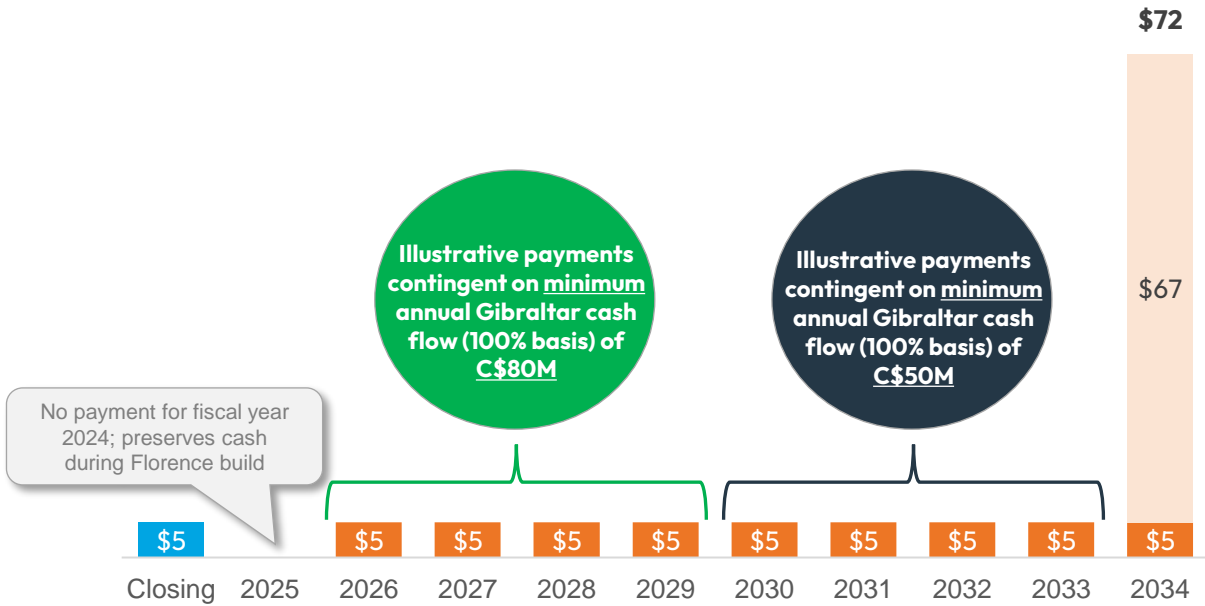 $72
Illustrative payments
contingent on minimum
annual Gibraltar cash
flow (100% basis) of
C$80M
Illustrative payments
contingent on minimum
annual Gibraltar cash
flow (100% basis) of
C$50M
$67
No payment for fiscal year
2024; preserves cash
during Florence build
$5 $5 $5 $5 $5 $5 $5 $5 $5 $5
Closing 2025 2026 2027 2028 2029 2030 2031 2032 2033 2034